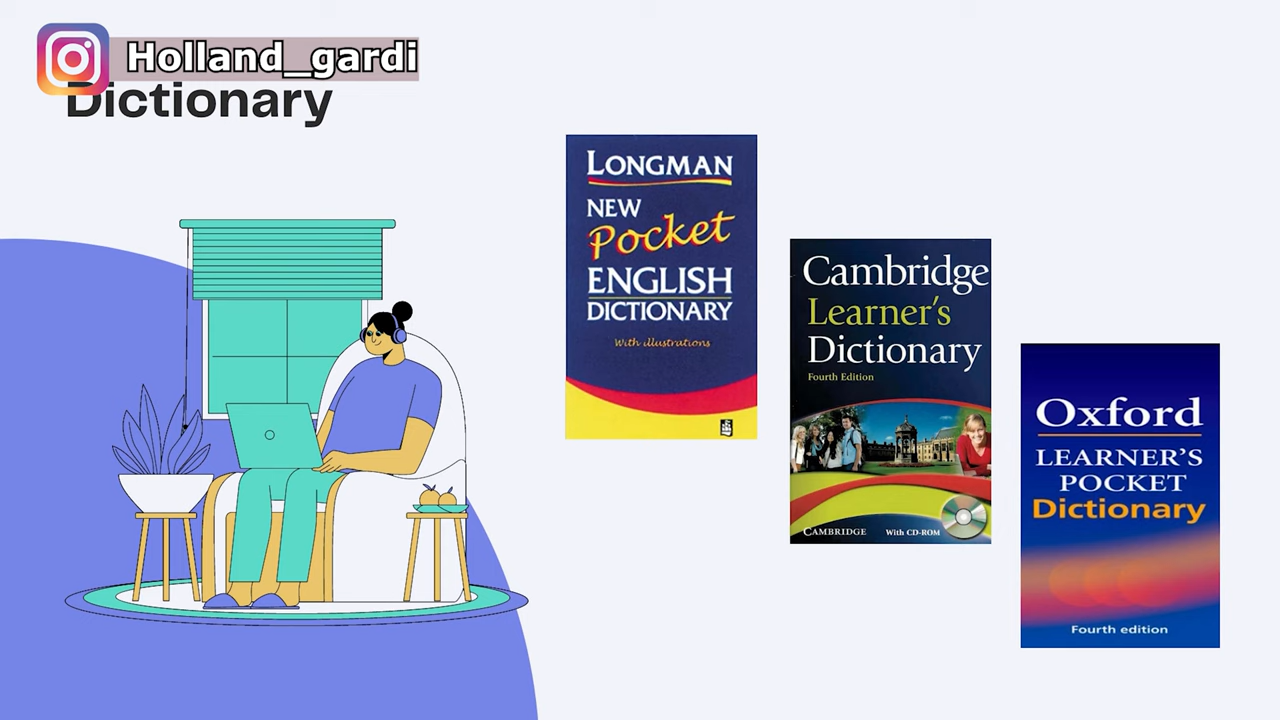 Holland_gardi
Dictionary
LONGMAN
NEW
Pocket
ENGLISH
DICTIONARY
With illustrations
Cambridge
Learner's
Dictionary
Fourth Edition
CAMBRIDGE With CD-ROM
Oxford
LEARNER'S
POCKET
Dictionary
Fourth edition